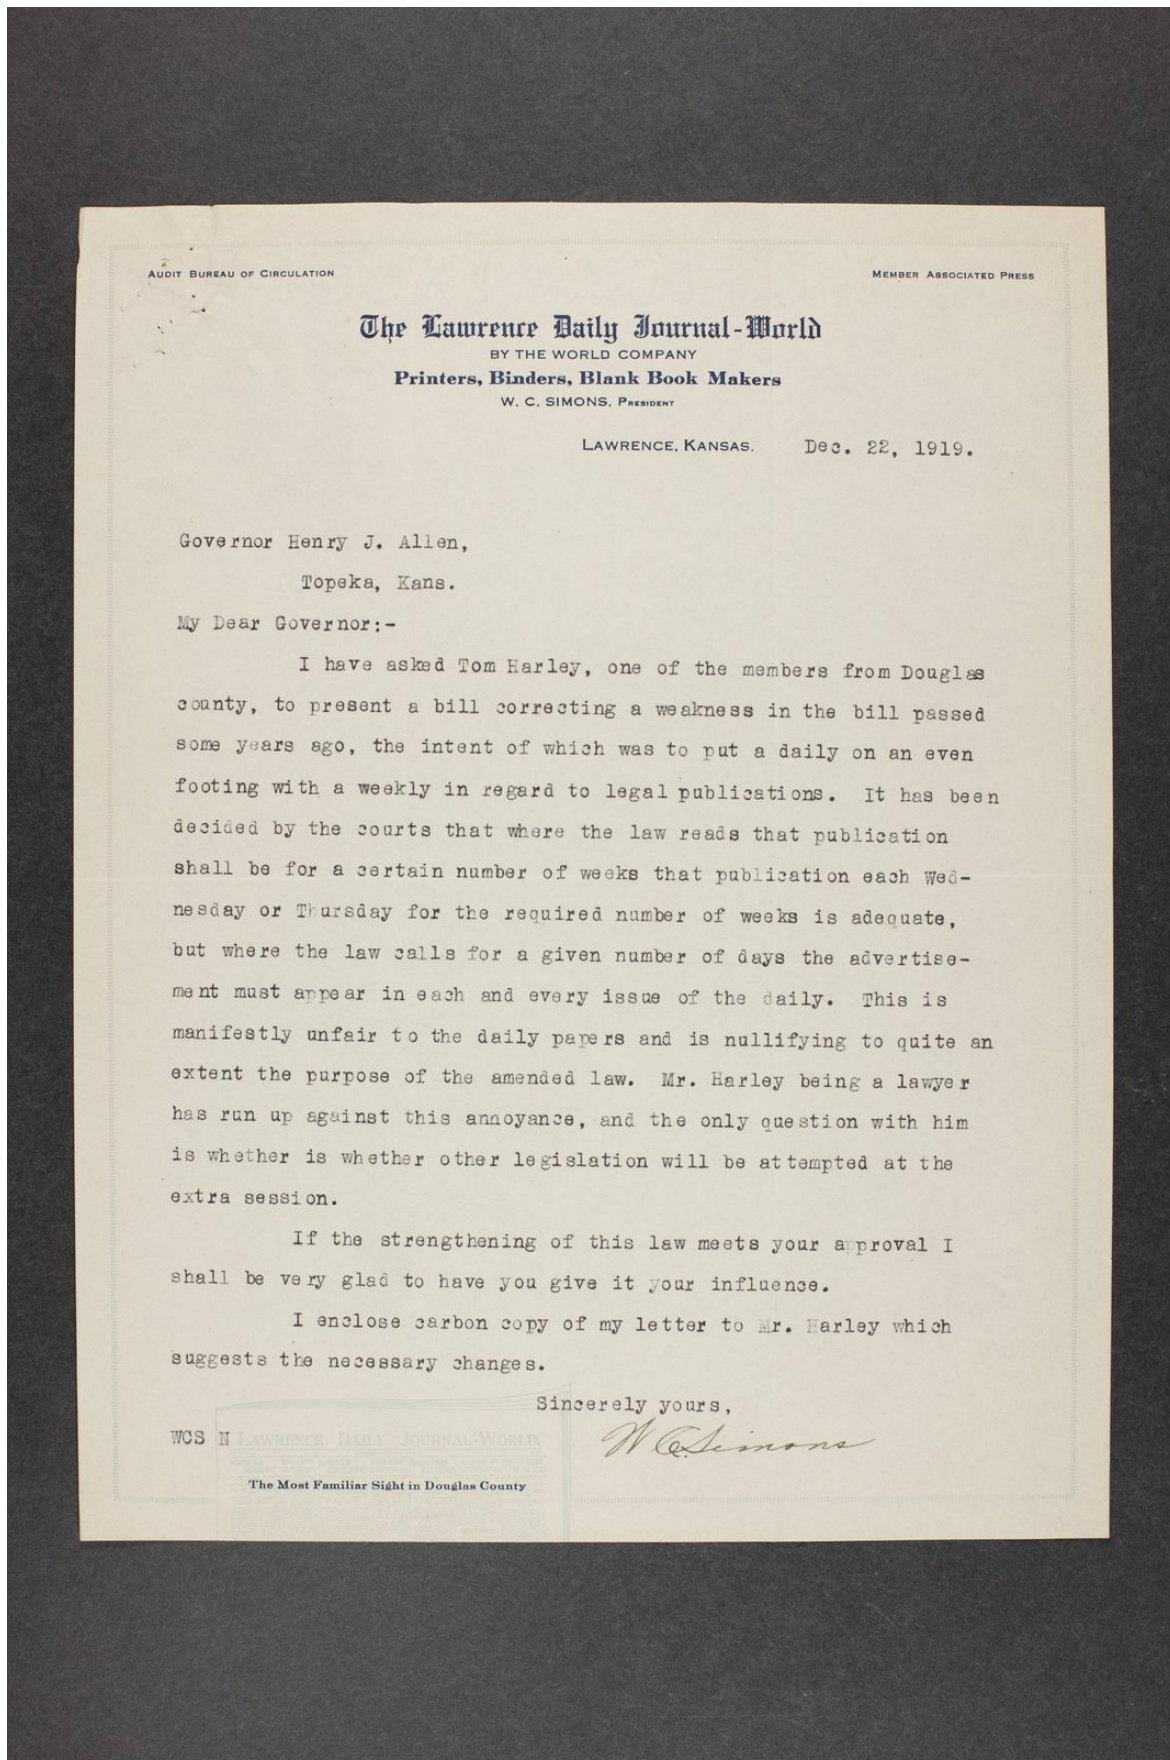 AUDIT BUREAU OF CIRCULATION
MEMBER ASSOCIATED PRESS
The Lawrence Daily Journal-World
BY THE WORLD COMPANY
Printers, Binders, Blank Book Makers
W. C. SIMONS, PRESIDENT
LAWRENCE, KANSAS. Dec. 22, 1919.
Governor Henry J. Allen,
Topeka, Kans.
My Dear Governor:-
I have asked Tom Harley, one of the members from Douglas
county, to present a bill correcting a weakness in the bill passed
some years ago, the intent of which was to put a daily on an even
footing with a weekly in regard to legal publications. It has been
decided by the courts that where the law reads that publication
shall be for a certain number of weeks that publication each Wed-
nesday or Thursday for the required number of weeks is adequate,
but where the law calls for a given number of days the advertise-
ment must appear in each and every issue of the daily. This is
manifestly unfair to the daily papers and is nullifying to quite an
extent the purpose of the amended law. Mr. Harley being a lawyer
has run up against this annoyance, and the only question with him
is whether is whether other legislation will be attempted at the
extra session.
If the strengthening of this law meets your approval I
shall be very glad to have you give it your influence.
I enclose carbon copy of my letter to Mr. Harley which
suggests the necessary changes.
Sincerely yours,
WCS N
W C Simons
LAWRENCE DAILY JOURNAL-WORLD
The Most Familiar Sight in Douglas County